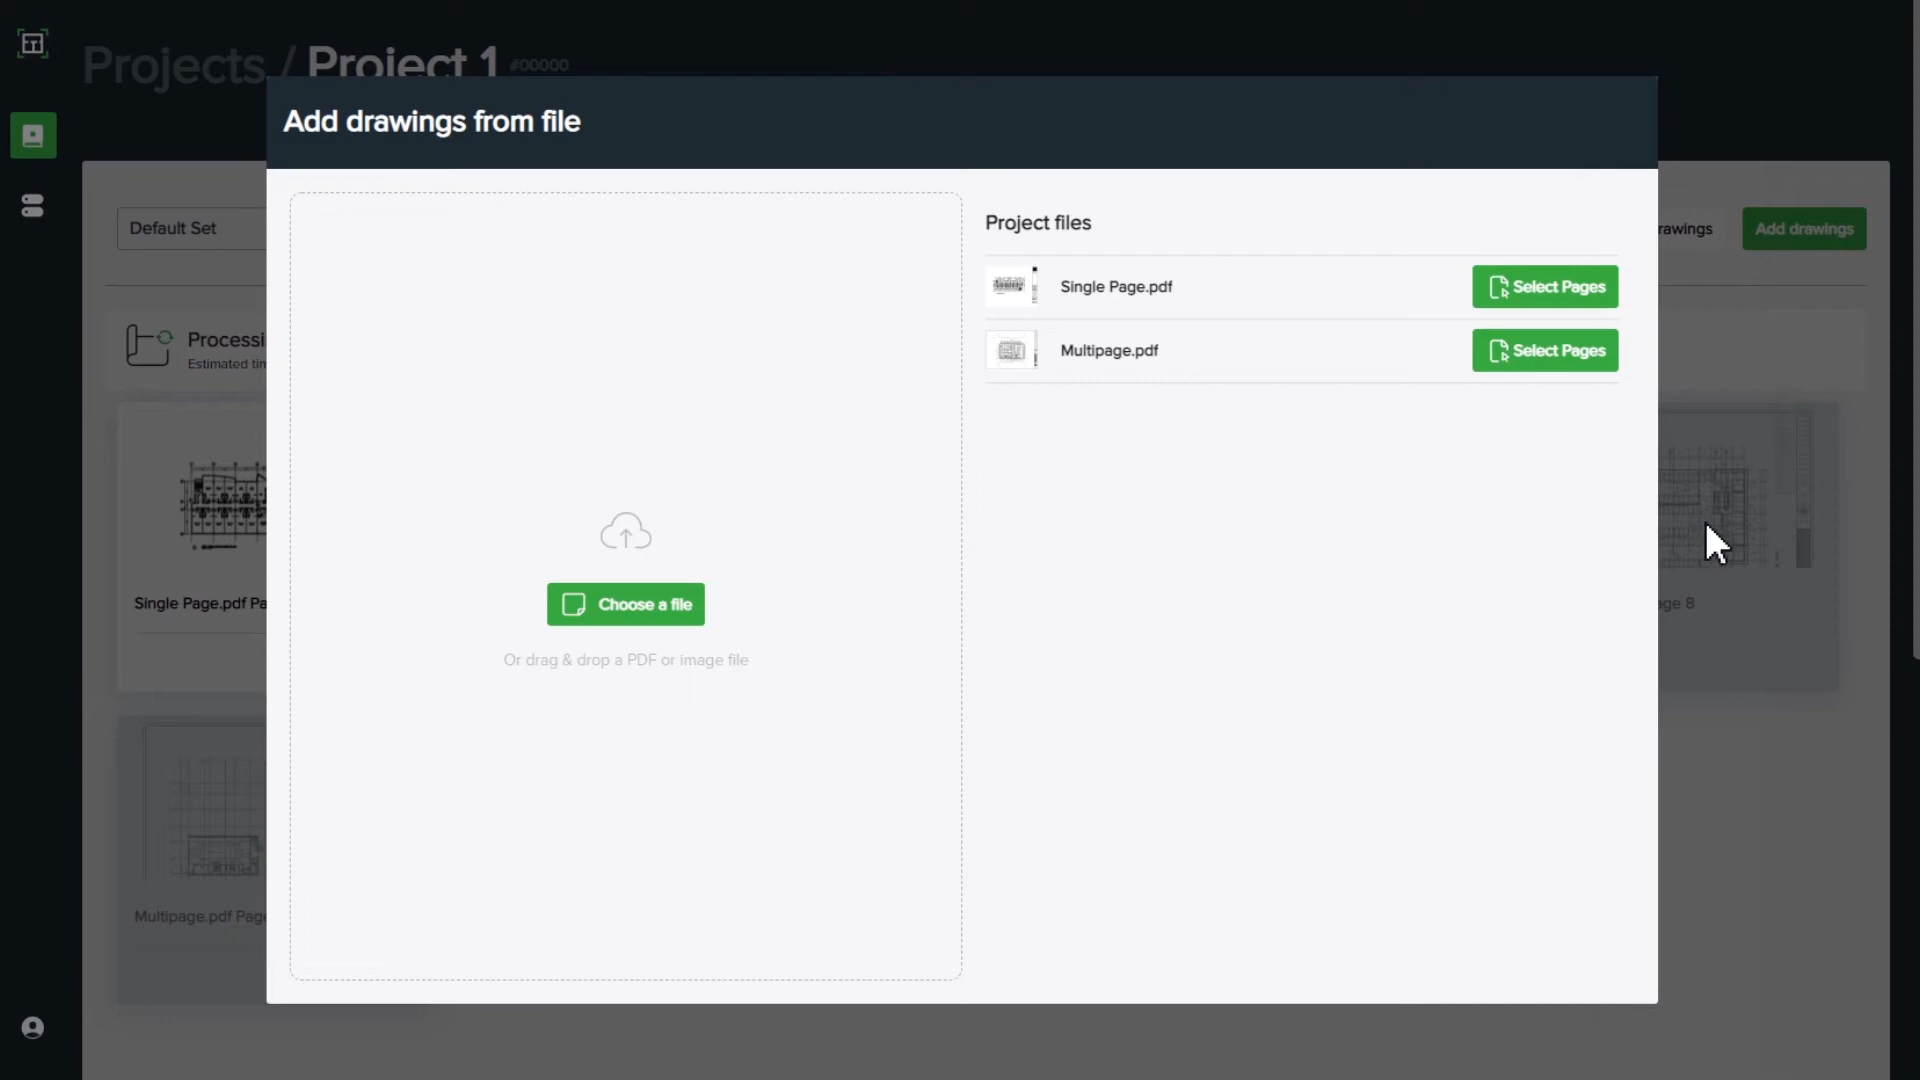 Projects / Project 1 #00000
Add drawings from file
Default Set
rawings
Add drawings
Project files
Single Page.pdf
Select Pages
Multipage.pdf
Select Pages
Processi
Estimated tim
Choose a file
Or drag & drop a PDF or image file
Single Page.pdf Pa
ge 8
Multipage.pdf Page